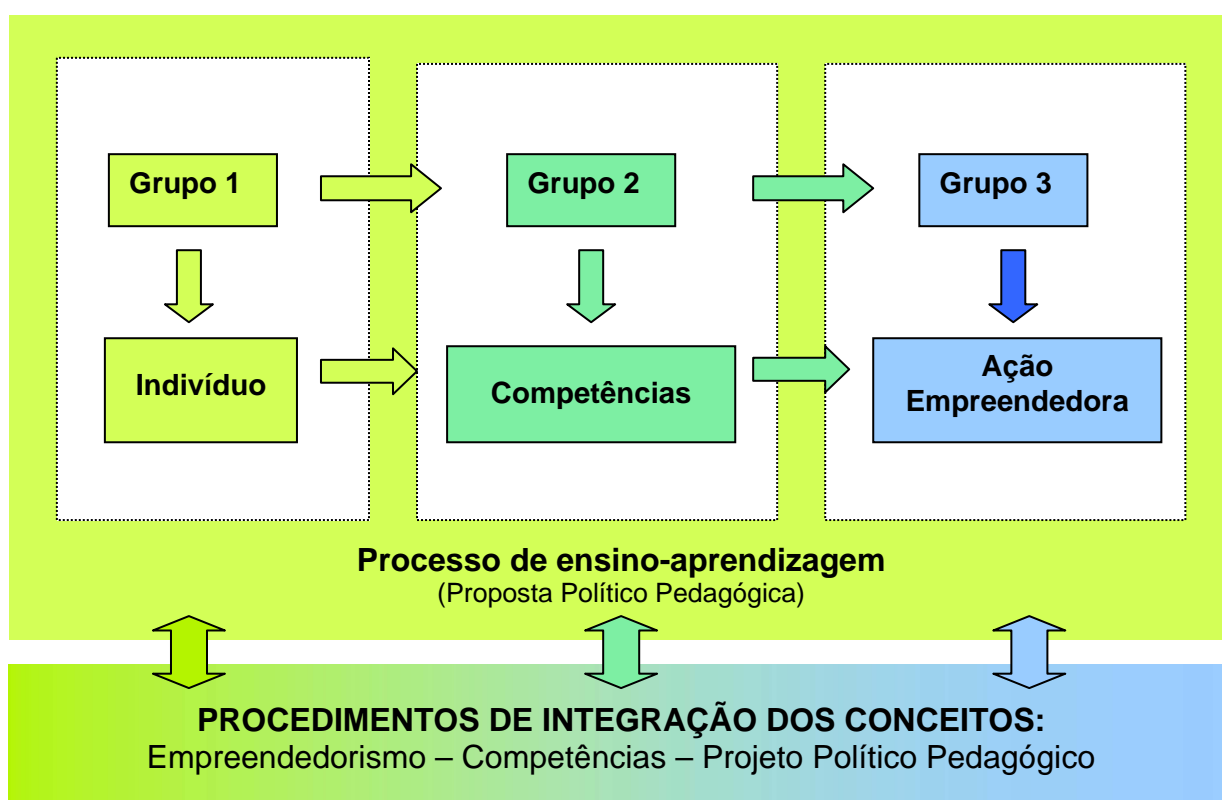 Grupo 1
Grupo 2
Grupo 3
Indivíduo
Competências
Ação
Empreendedora
Processo de ensino-aprendizagem
(Proposta Político Pedagógica)
PROCEDIMENTOS DE INTEGRAÇÃO DOS CONCEITOS:
Empreendedorismo – Competências – Projeto Político Pedagógico